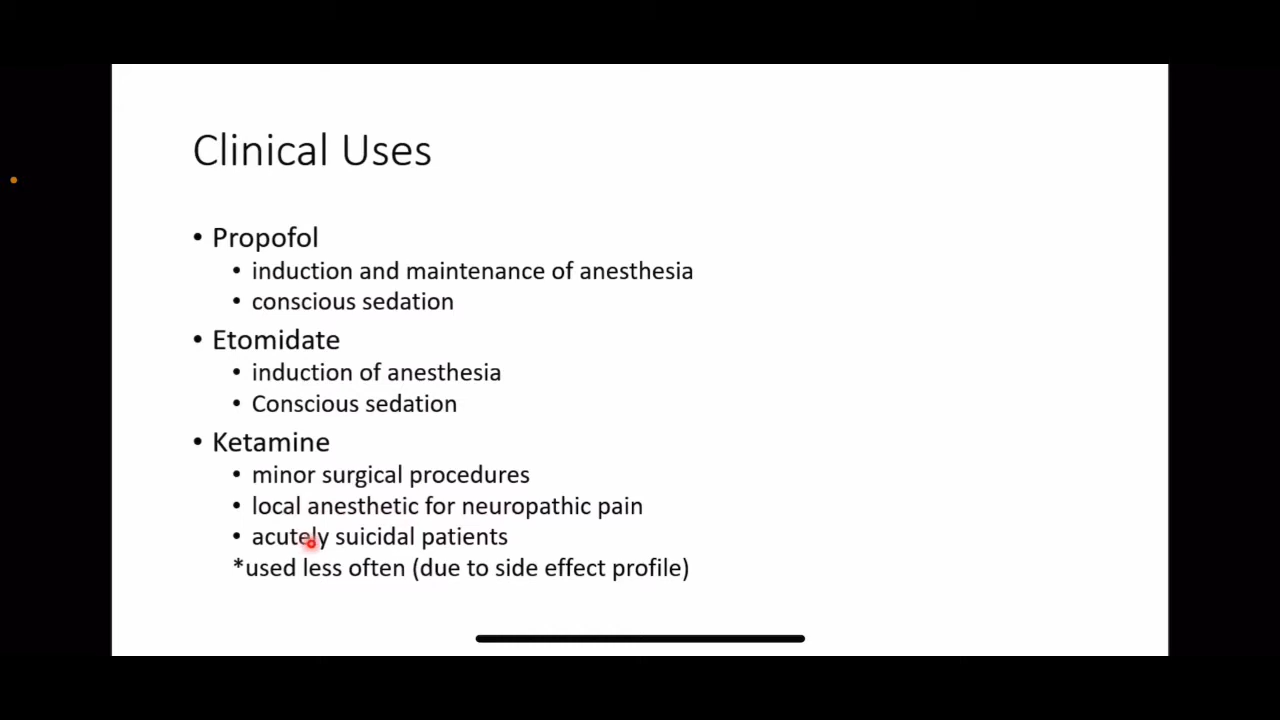 Clinical Uses
• Propofol
• induction and maintenance of anesthesia
• conscious sedation
• Etomidate
• induction of anesthesia
• Conscious sedation
• Ketamine
• minor surgical procedures
• local anesthetic for neuropathic pain
• acutely suicidal patients
*used less often (due to side effect profile)